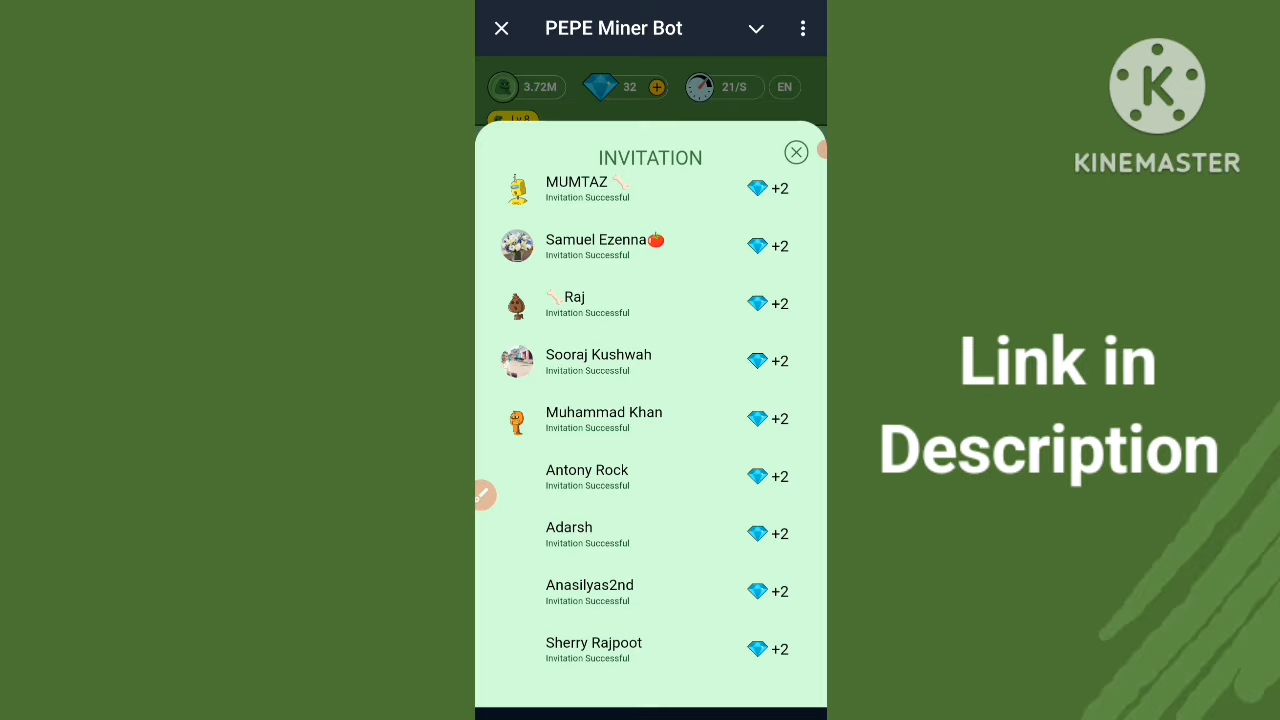 PEPE Miner Bot
3.72M
32
21/S
EN
Lv 8
INVITATION
MUMTAZ 🦴
Invitation Successful
+2
Samuel Ezenna🍅
Invitation Successful
+2
🦴Raj
Invitation Successful
+2
Sooraj Kushwah
Invitation Successful
+2
Muhammad Khan
Invitation Successful
+2
Antony Rock
Invitation Successful
+2
Adarsh
Invitation Successful
+2
Anasilyas2nd
Invitation Successful
+2
Sherry Rajpoot
Invitation Successful
+2
K
KINEMASTER
Link in
Description